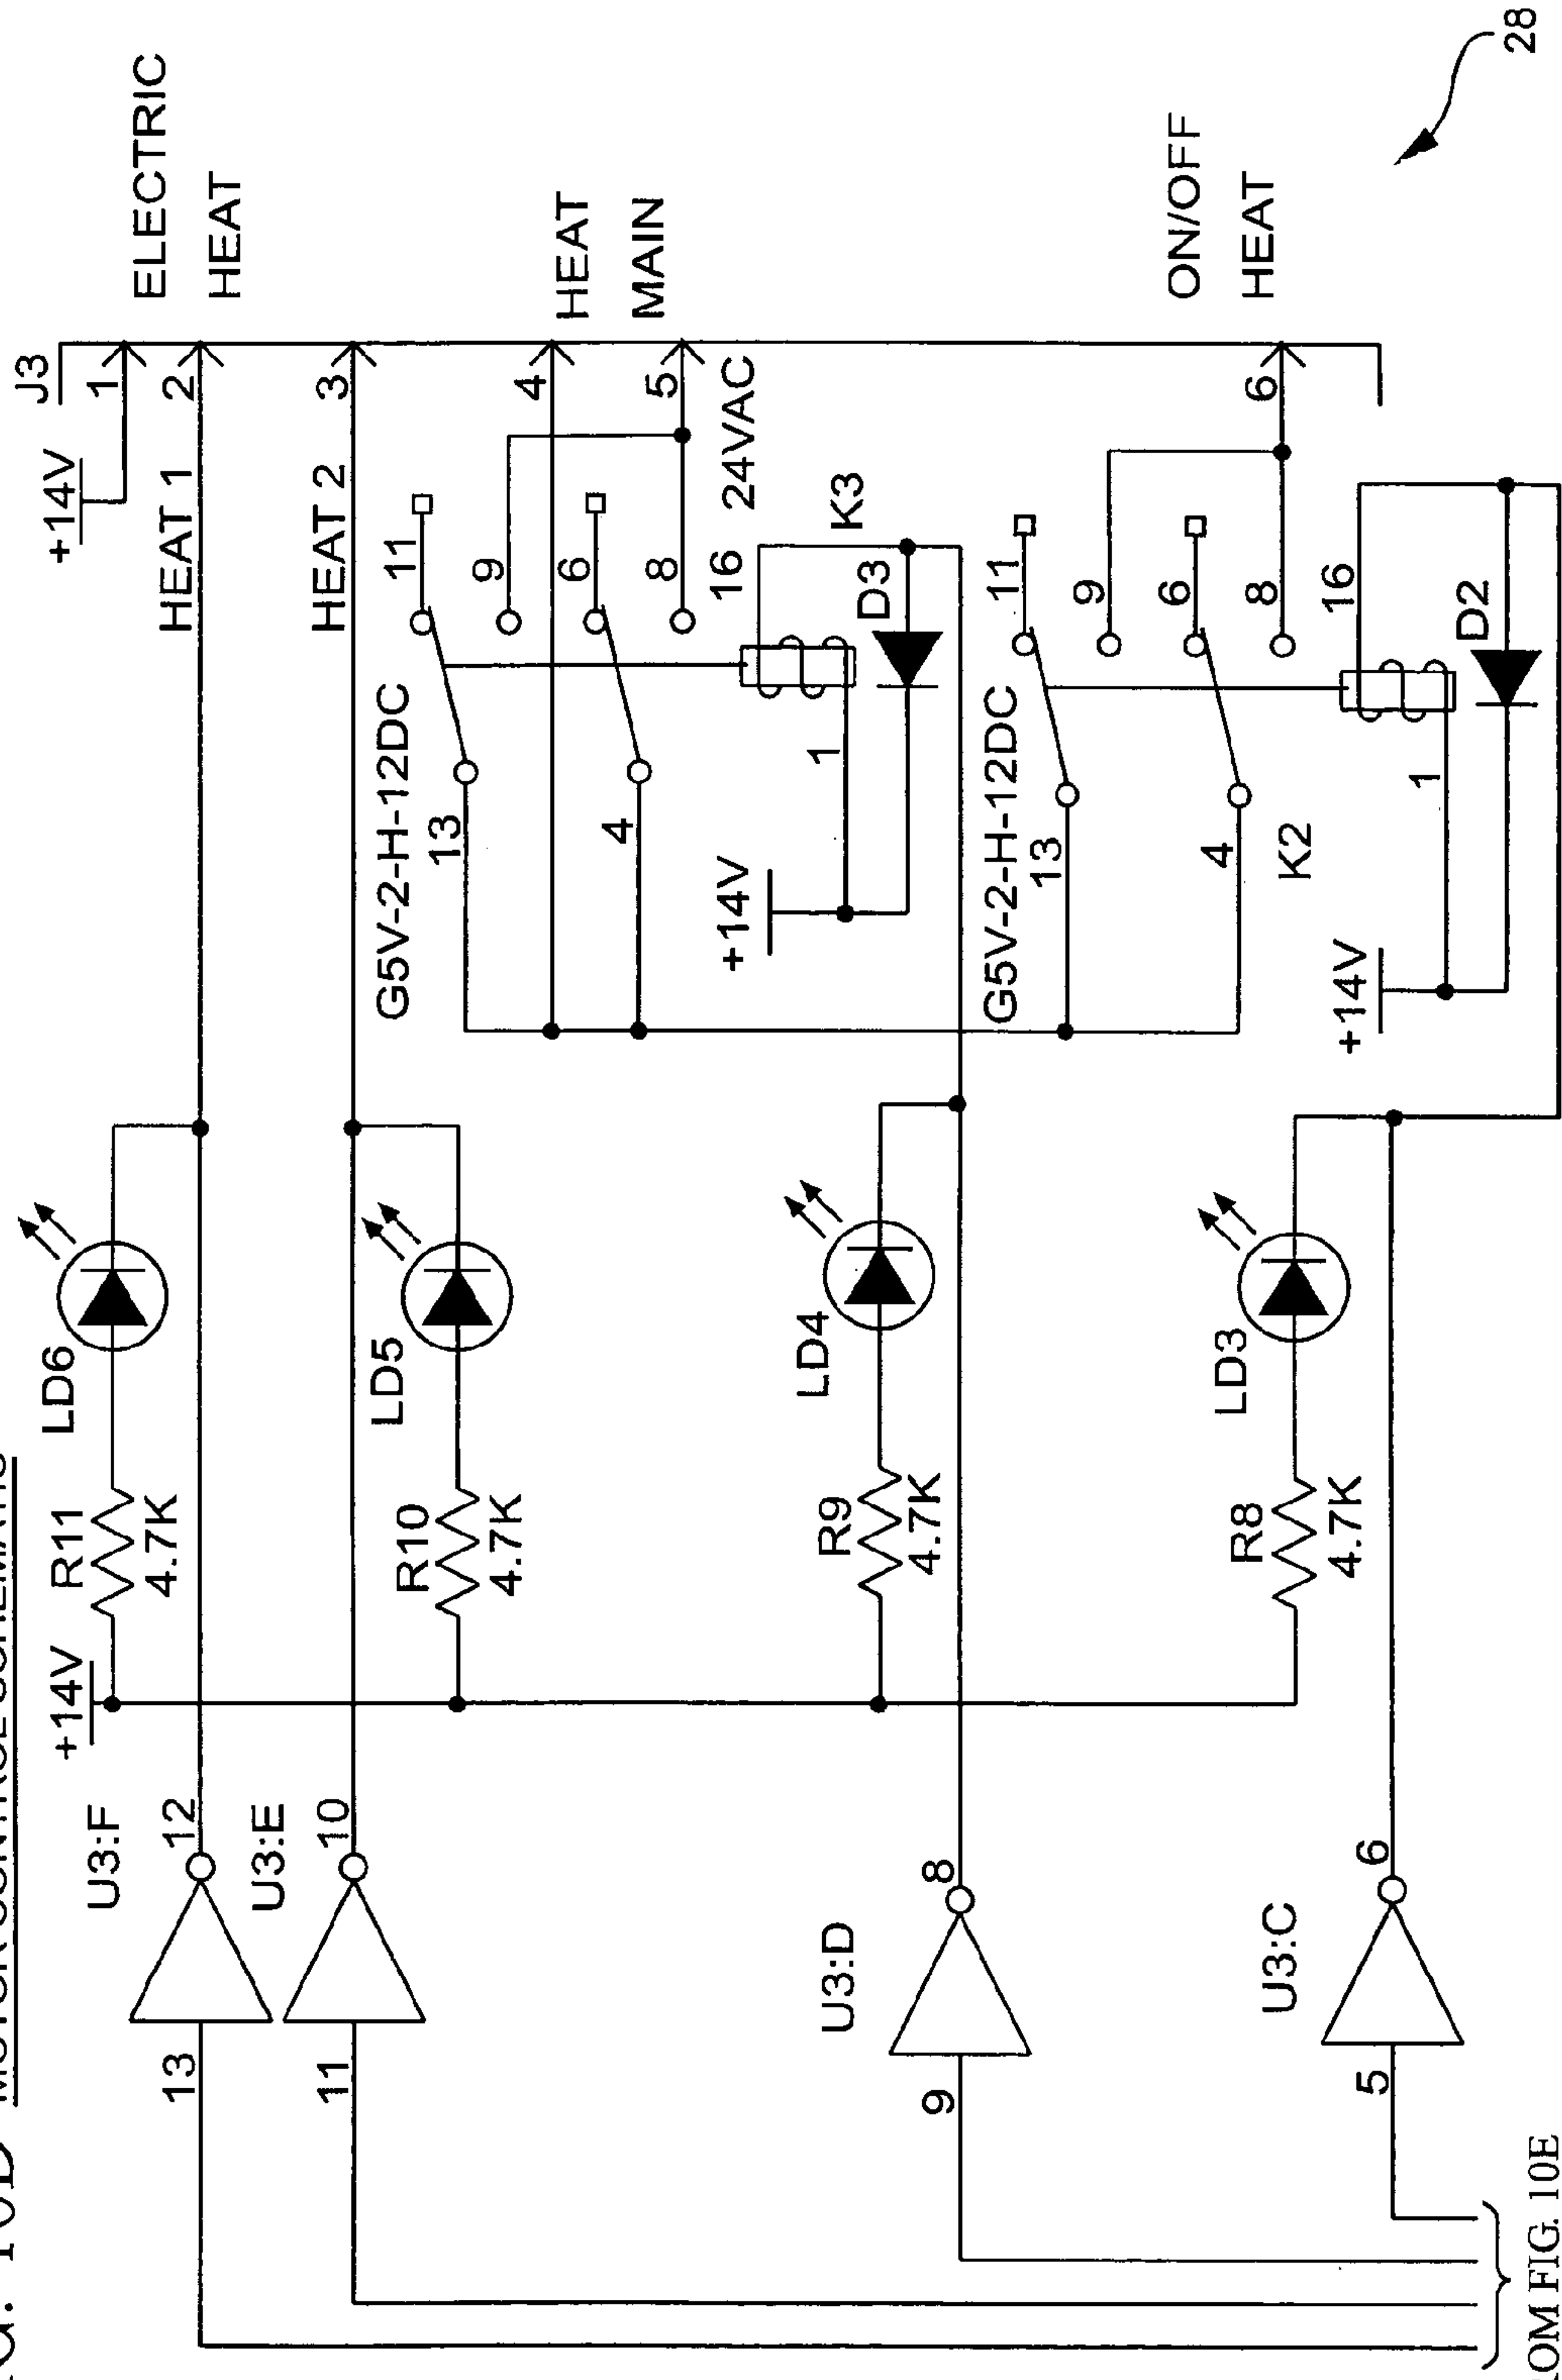 FIG. 10D MOTOR CONTROL SCHEMATIC
J3
+14V
1
ELECTRIC
HEAT
2
HEAT 1
3
HEAT 2
4
HEAT
MAIN
5
24VAC
6
ON/OFF
HEAT
28
+14V
R11
4.7K
LD6
R10
4.7K
LD5
R9
4.7K
LD4
R8
4.7K
LD3
U3:F
13
12
U3:E
11
10
U3:D
9
8
U3:C
5
6
G5V-2-H-12DC
13
11
9
4
6
8
16
K3
+14V
1
D3
G5V-2-H-12DC
13
11
9
4
6
8
K2
16
+14V
1
D2
FROM FIG. 10E